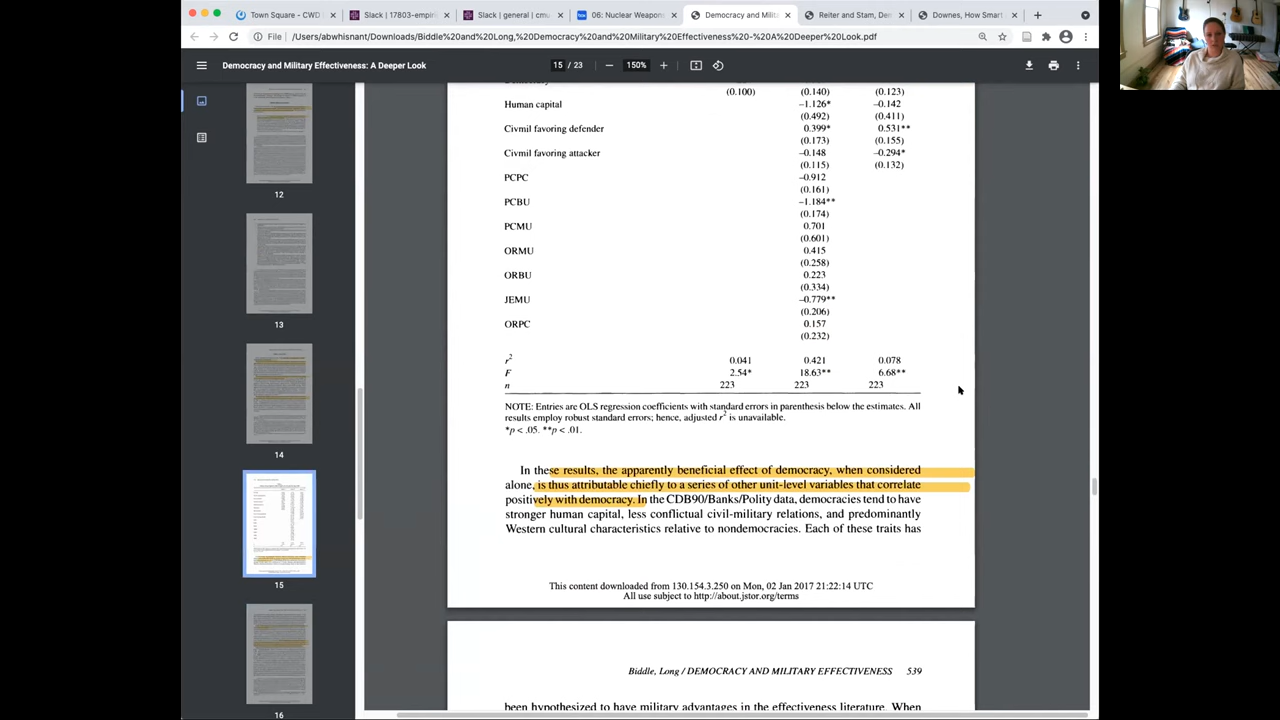 Town Square - CWD
Slack | 17803-empiri
Slack | general | cmu
06: Nuclear Weapons
Democracy and Milita
Reiter and Stam, Dem
Downes, How Smart
File /Users/abwhisnant/Downloads/Biddle%20and%20Long,%20Democracy%20and%20Military%20Effectiveness%20-%20A%20Deeper%20Look.pdf
Democracy and Military Effectiveness: A Deeper Look
15 / 23
150%
(0.100) (0.140) (0.123)
Human capital –1.126* –0.142
(0.492) (0.411)
Civmil favoring defender 0.399* 0.531**
(0.173) (0.155)
Civmil favoring attacker –0.148 –0.294*
(0.115) (0.132)
PCPC –0.912
(0.161)
PCBU –1.184**
(0.174)
PCMU 0.701
(0.601)
ORMU 0.415
(0.258)
ORBU 0.223
(0.334)
JEMU –0.779**
(0.206)
ORPC 0.157
(0.232)
r² 0.041 0.421 0.078
F 2.54* 18.63** 6.68**
n 223 223 223
NOTE: Entries are OLS regression coefficients with standard errors in parenthesis below the estimates. All
results employ robust standard errors; hence, adjusted r² is unavailable.
*p < .05. **p < .01.
In these results, the apparently beneficial effect of democracy, when considered
alone, is thus attributable chiefly to a series of other unit-level variables that correlate
positively with democracy. In the CDB90/Banks/Polity data, democracies tend to have
stronger human capital, less conflictual civil-military relations, and predominantly
Western cultural characteristics relative to nondemocracies. Each of these traits has
This content downloaded from 130.154.3.250 on Mon, 02 Jan 2017 21:22:14 UTC
All use subject to http://about.jstor.org/terms
Biddle, Long / DEMOCRACY AND MILITARY EFFECTIVENESS 539
been hypothesized to have military advantages in the effectiveness literature. When
12
13
14
15
16